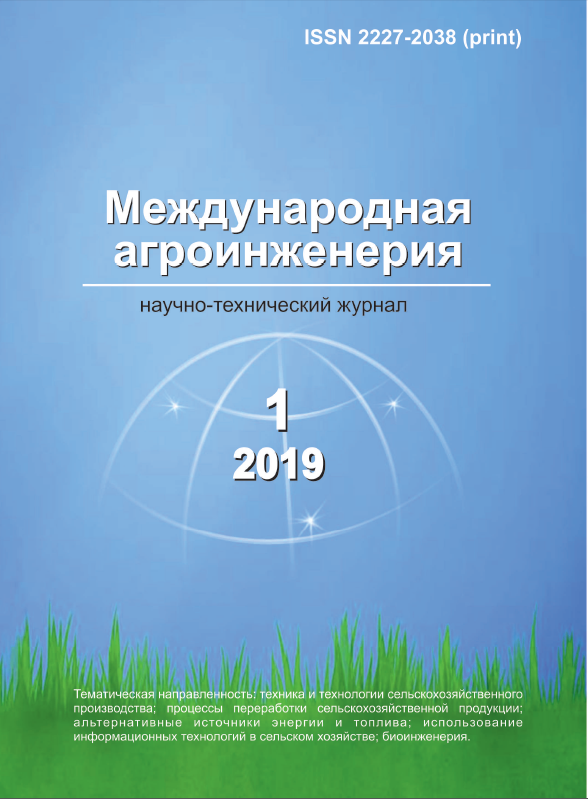 ISSN 2227-2038 (print)
Международная
агроинженерия
научно-технический журнал
1
2019
Тематическая направленность: техника и технологии сельскохозяйственного
производства; процессы переработки сельскохозяйственной продукции;
альтернативные источники энергии и топлива; использование
информационных технологий в сельском хозяйстве; биоинженерия.